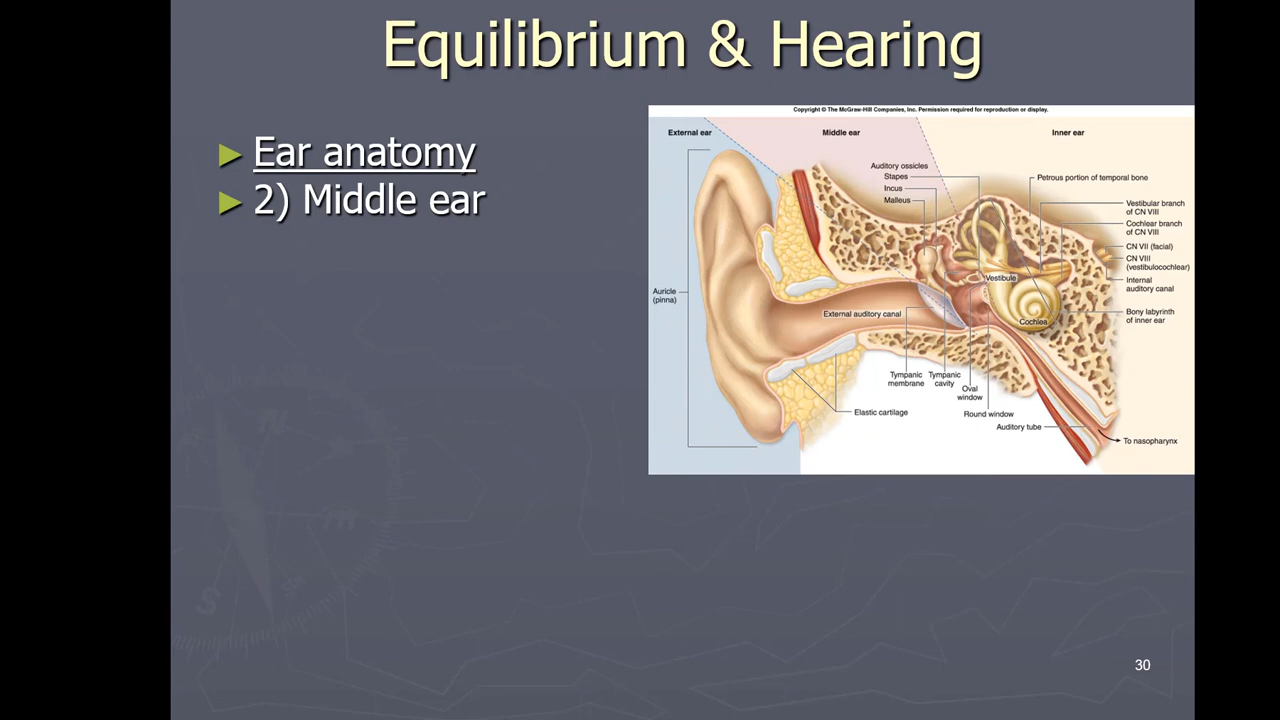 Equilibrium & Hearing
► Ear anatomy
► 2) Middle ear
Copyright © The McGraw-Hill Companies, Inc. Permission required for reproduction or display.
External ear
Middle ear
Inner ear
Auditory ossicles
Stapes
Incus
Malleus
Petrous portion of temporal bone
Vestibular branch
of CN VIII
Cochlear branch
of CN VIII
CN VII (facial)
CN VIII
(vestibulocochlear)
Internal
auditory canal
Bony labyrinth
of inner ear
Vestibule
Cochlea
Auricle
(pinna)
External auditory canal
Tympanic
membrane
Tympanic
cavity
Oval
window
Round window
Elastic cartilage
Auditory tube
To nasopharynx
30